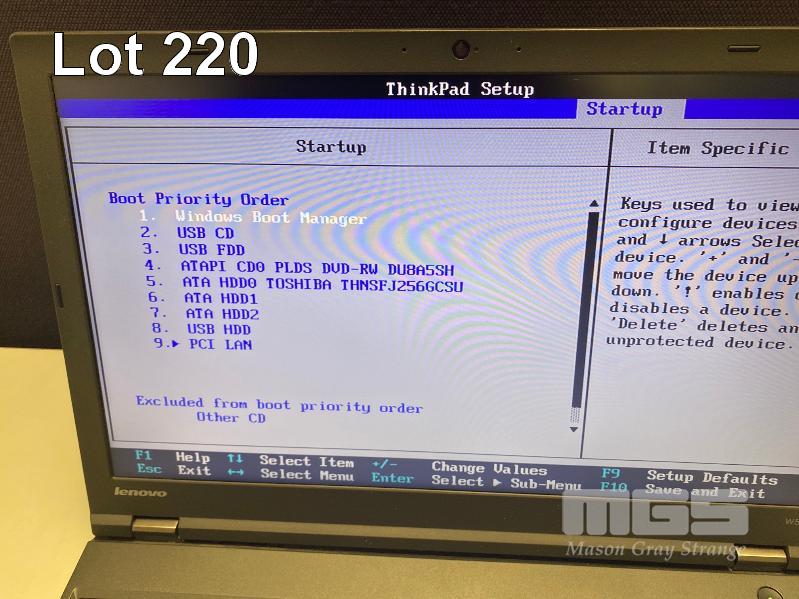 Lot 220
ThinkPad Setup
Startup
Startup
Item Specific
Boot Priority Order
1. Windows Boot Manager
2. USB CD
3. USB FDD
4. ATAPI CD0 PLDS DVD-RW DU8A5SH
5. ATA HDD0 TOSHIBA THNSFJ256GCSU
6. ATA HDD1
7. ATA HDD2
8. USB HDD
9.▶ PCI LAN
Excluded from boot priority order
Other CD
Keys used to view
configure devices
and ↓ arrows Selec
device. '+' and '-
move the device up
down. '!' enables
disables a device.
'Delete' deletes an
unprotected device.
F1 Help ↑↓ Select Item +/- Change Values F9 Setup Defaults
Esc Exit ↔ Select Menu Enter Select ▶ Sub-Menu F10 Save and Exit
lenovo
MGS
Mason Gray Strange